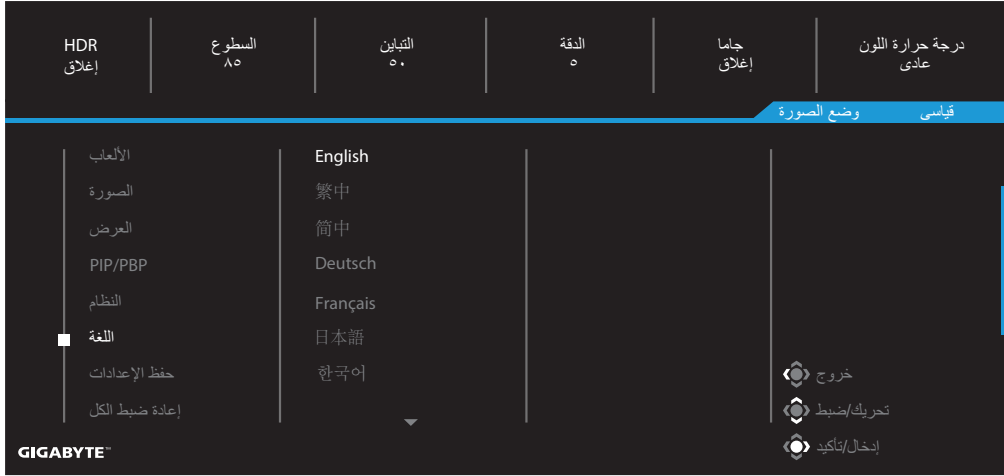 HDR
إغلاق
السطوع
٨٥
التباين
٥٠
الدقة
٥
جاما
إغلاق
درجة حرارة اللون
عادى
وضع الصورة
قياسى
الألعاب
الصورة
العرض
PIP/PBP
النظام
اللغة
حفظ الإعدادات
إعادة ضبط الكل
English
繁中
简中
Deutsch
Français
日本語
한국어
خروج
تحريك/ضبط
إدخال/تأكيد
GIGABYTE™